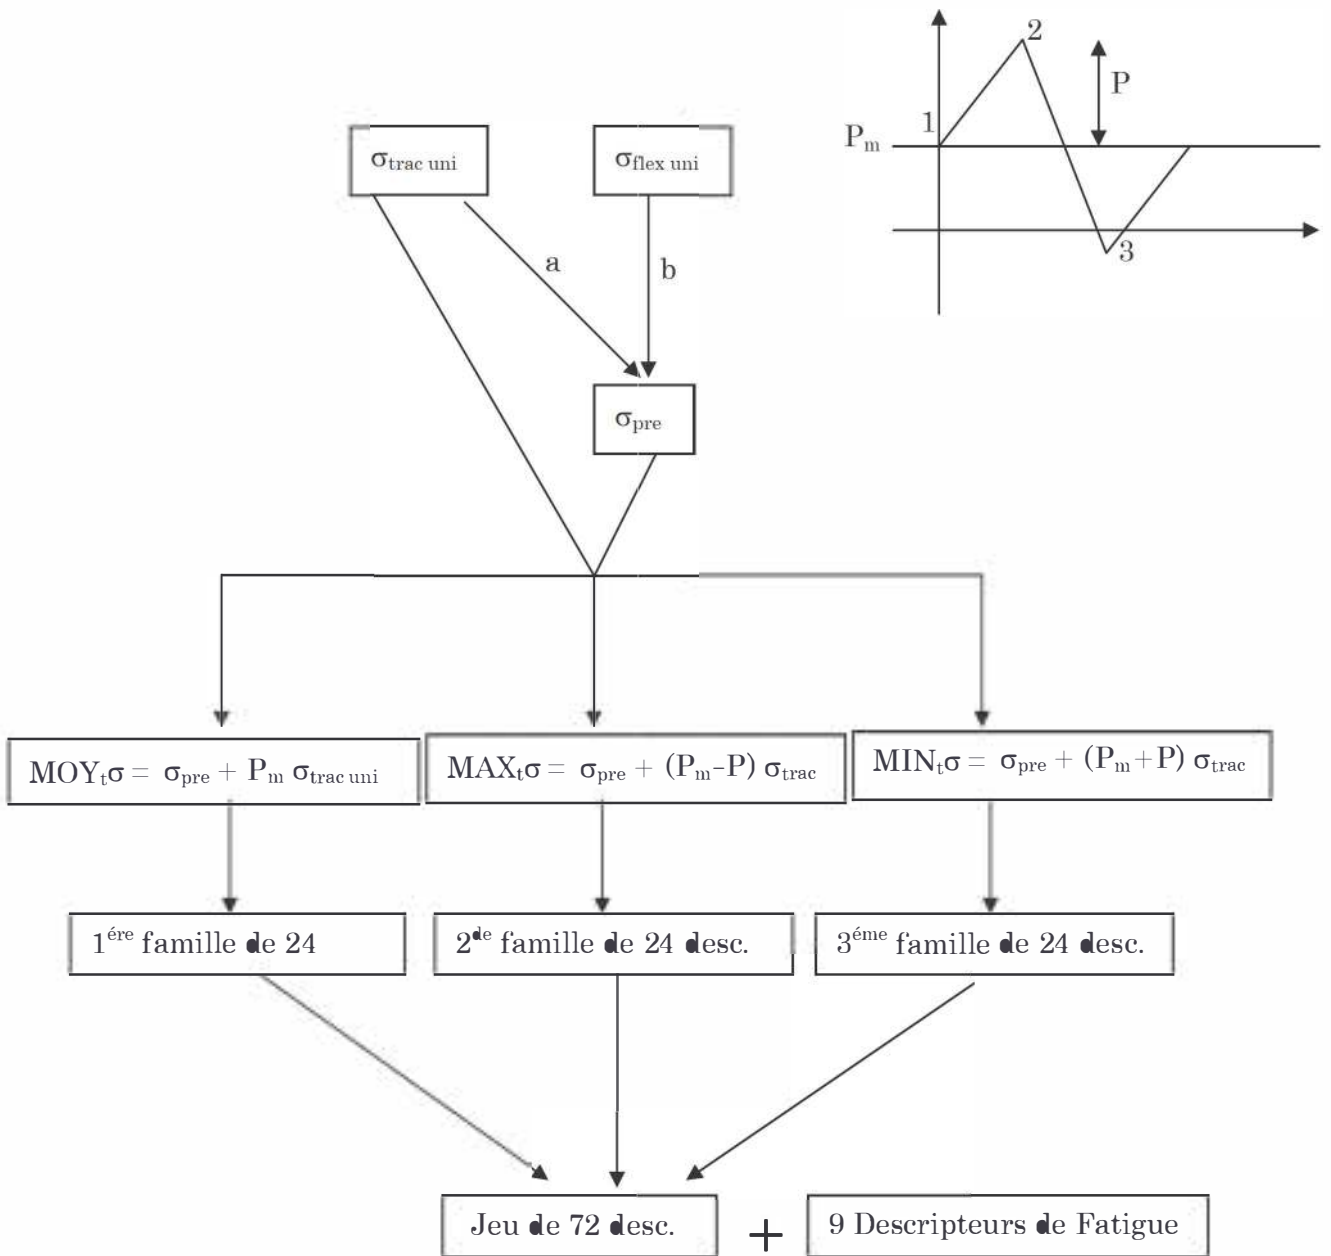 2
P
1
Pₘ
3
σtrac uni
σflex uni
a
b
σpre
MOYₜσ = σpre + Pₘ σtrac uni
MAXₜσ = σpre + (Pₘ-P) σtrac
MINₜσ = σpre + (Pₘ+P) σtrac
1ére famille de 24
2de famille de 24 desc.
3éme famille de 24 desc.
Jeu de 72 desc.
+
9 Descripteurs de Fatigue